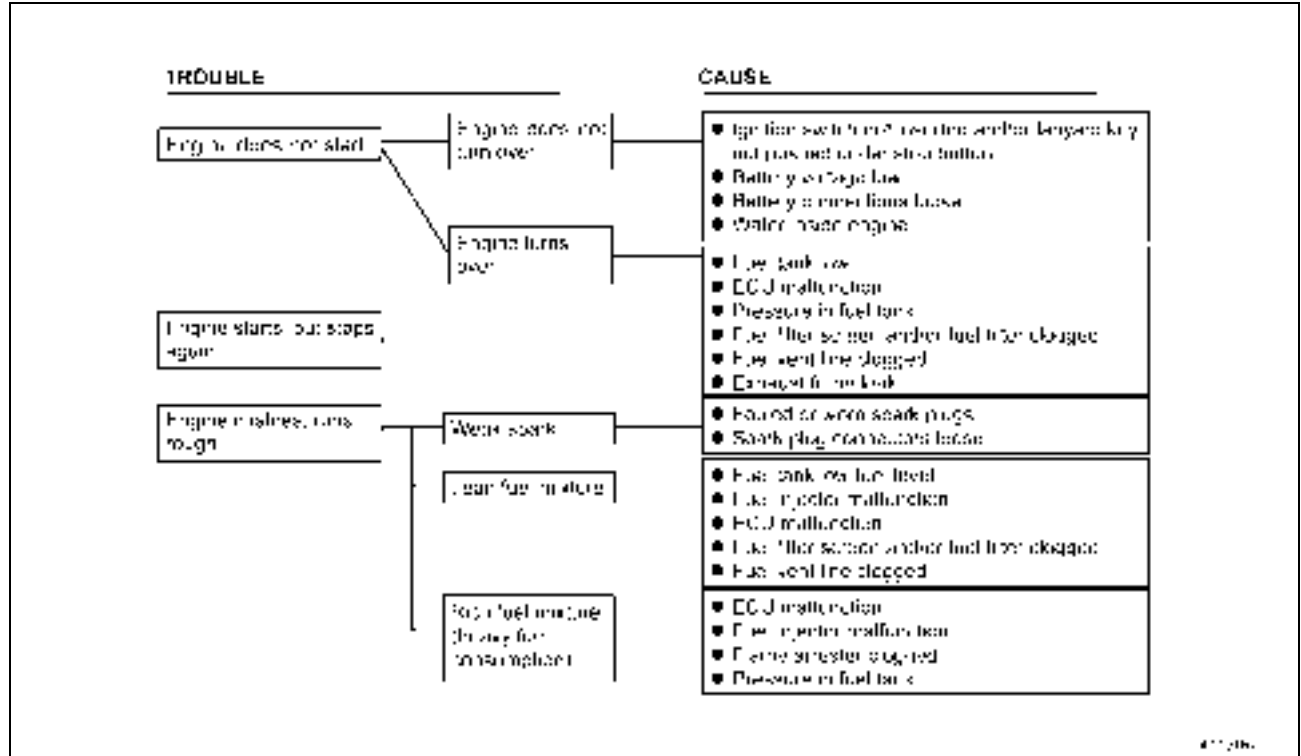 TROUBLE
CAUSE
Engine does not start
Engine does not
turn over
Ignition switch and/or lanyard key
not pushed under stop button
Battery voltage low
Battery connections loose
Water inside engine
Engine turns
over
Fuel tank low
ECU malfunction
Pressure in fuel tank
Fuel filter screen and/or fuel filter clogged
Fuel vent line clogged
Exhaust fume leak
Engine starts, but stops
again
Engine misfires, runs
rough
Weak spark
Fouled or worn spark plugs
Spark plug connectors loose
Lean fuel mixture
Fuel tank low fuel level
Fuel injector malfunction
ECU malfunction
Fuel filter screen and/or fuel filter clogged
Fuel vent line clogged
Rich fuel mixture
(heavy fuel
consumption)
ECU malfunction
Fuel injector malfunction
Flame arrester clogged
Pressure in fuel tank